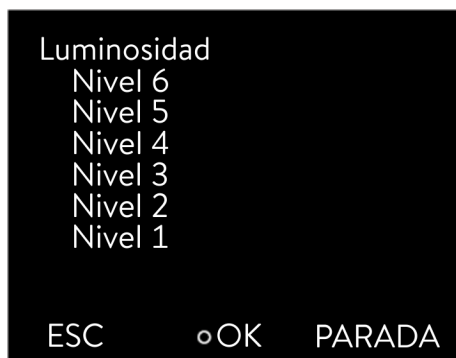 Luminosidad
Nivel 6
Nivel 5
Nivel 4
Nivel 3
Nivel 2
Nivel 1
ESC OK PARADA